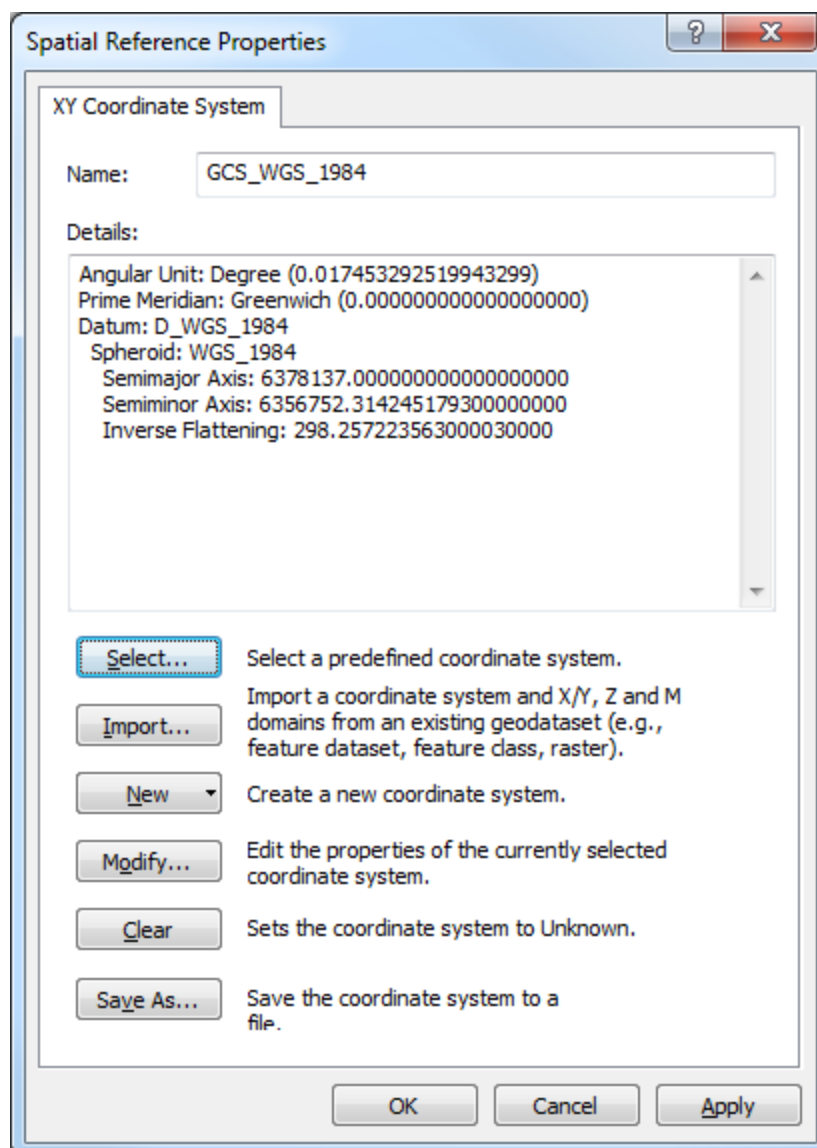 Spatial Reference Properties
XY Coordinate System
Name: GCS_WGS_1984
Details:
Angular Unit: Degree (0.017453292519943299)
Prime Meridian: Greenwich (0.000000000000000000)
Datum: D_WGS_1984
Spheroid: WGS_1984
Semimajor Axis: 6378137.000000000000000000
Semiminor Axis: 6356752.314245179300000000
Inverse Flattening: 298.257223563000030000
Select... Select a predefined coordinate system.
Import... Import a coordinate system and X/Y, Z and M
domains from an existing geodataset (e.g.,
feature dataset, feature class, raster).
New Create a new coordinate system.
Modify... Edit the properties of the currently selected
coordinate system.
Clear Sets the coordinate system to Unknown.
Save As... Save the coordinate system to a
file.
OK Cancel Apply